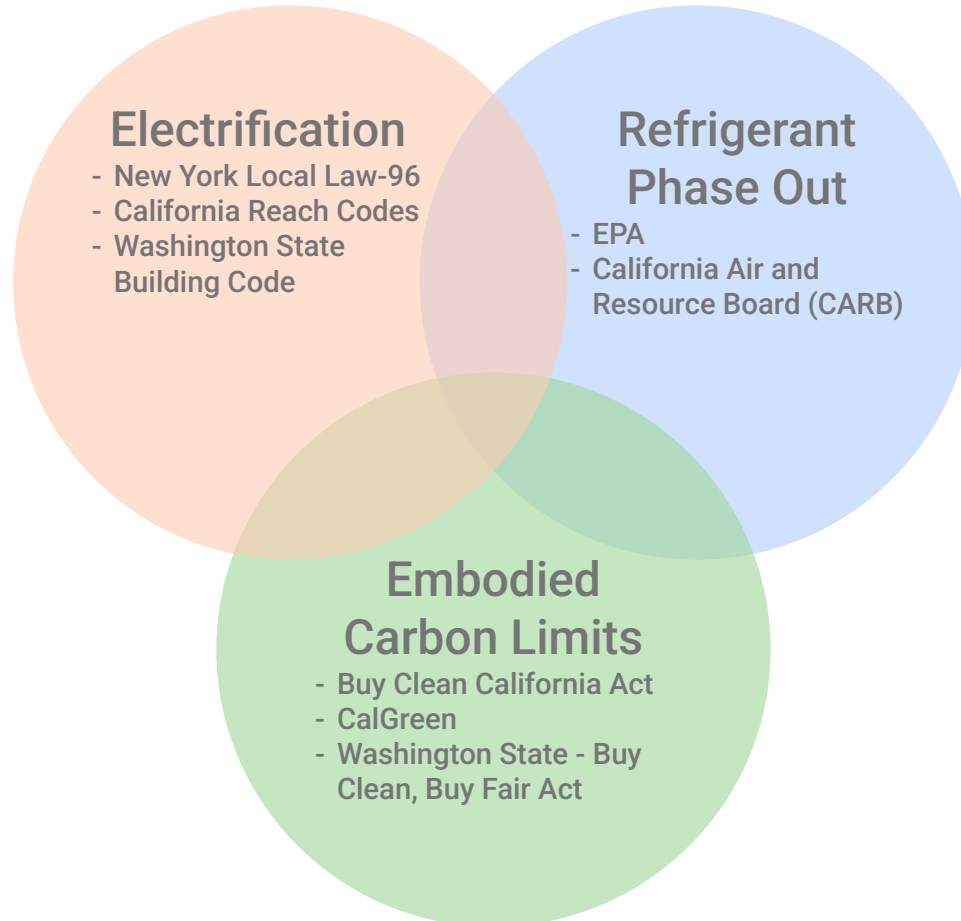 Electrification
- New York Local Law-96
- California Reach Codes
- Washington State
Building Code
Refrigerant
Phase Out
- EPA
- California Air and
Resource Board (CARB)
Embodied
Carbon Limits
- Buy Clean California Act
- CalGreen
- Washington State - Buy
Clean, Buy Fair Act